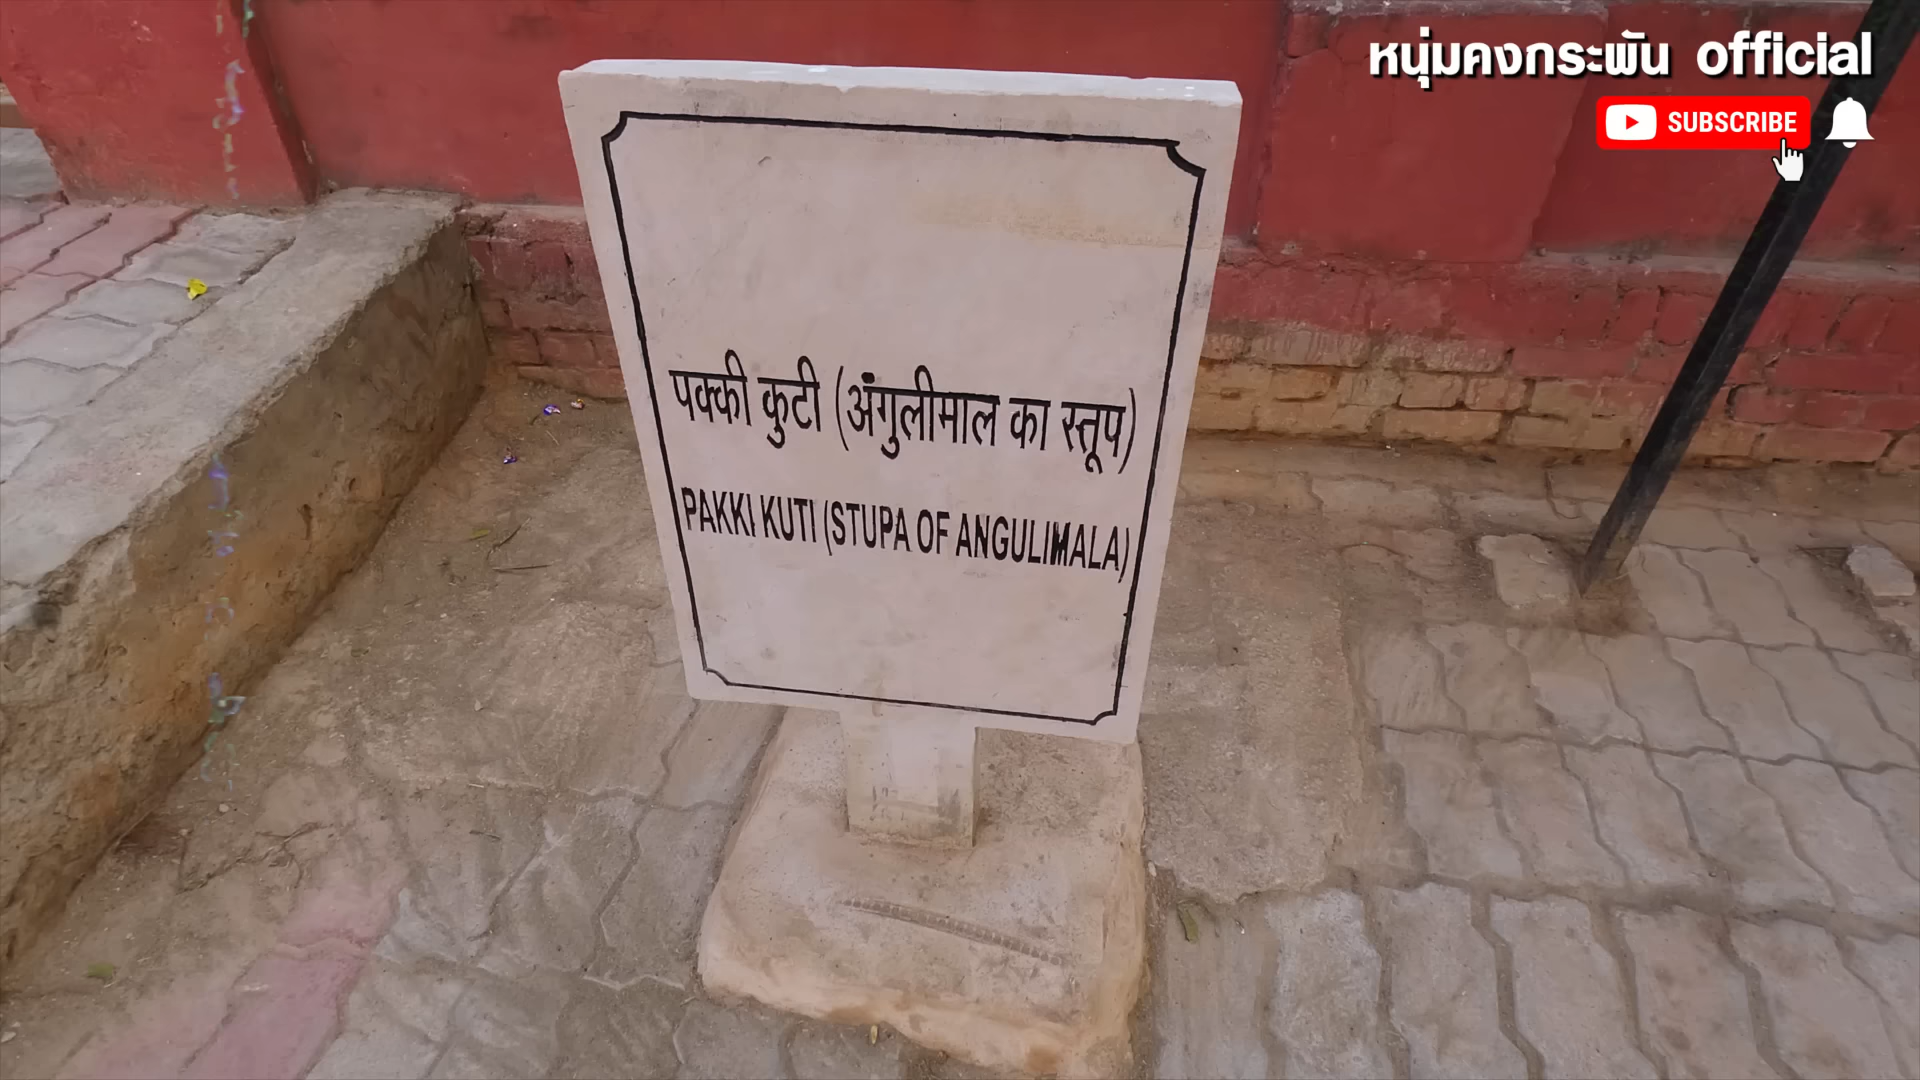 หนุ่มคงกระพัน official
SUBSCRIBE
पक्की कुटी (अंगुलीमाल का स्तूप)
PAKKI KUTI (STUPA OF ANGULIMALA)